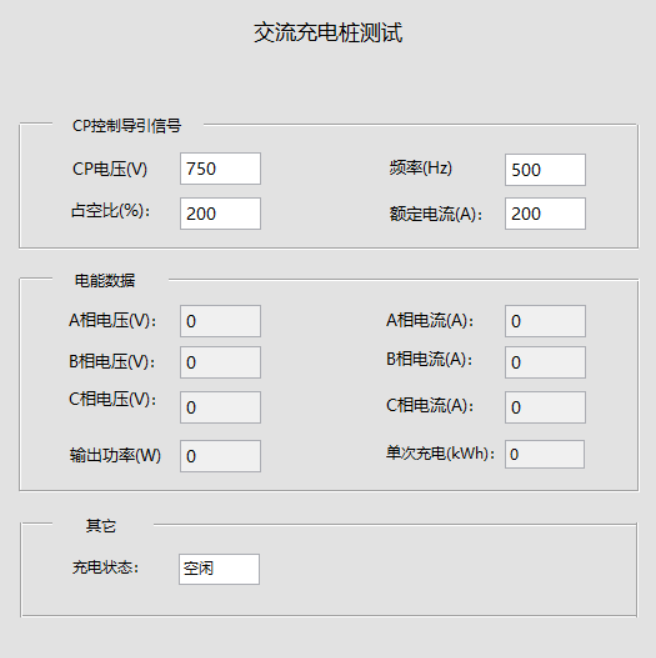 交流充电桩测试
CP控制导引信号
CP电压(V) 750 频率(Hz) 500
占空比(%): 200 额定电流(A): 200
电能数据
A相电压(V): 0 A相电流(A): 0
B相电压(V): 0 B相电流(A): 0
C相电压(V): 0 C相电流(A): 0
输出功率(W) 0 单次充电(kWh): 0
其它
充电状态: 空闲